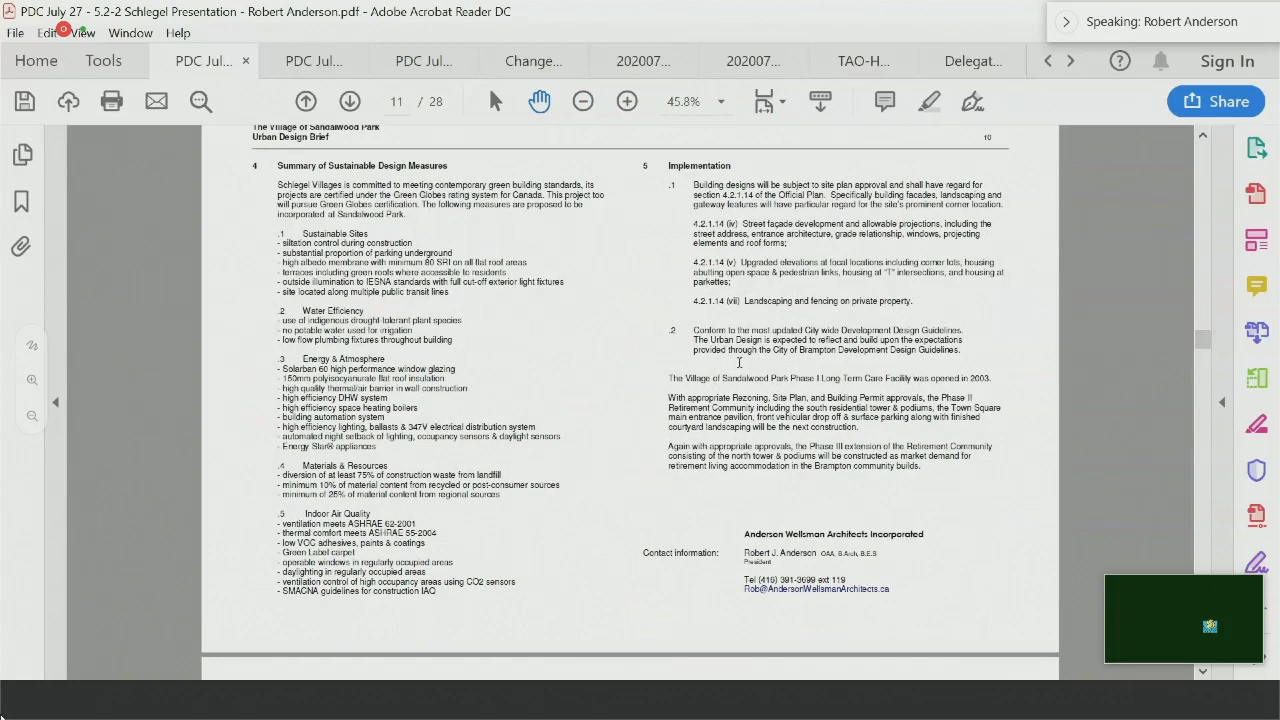 PDC July 27 - 5.2-2 Schlegel Presentation - Robert Anderson.pdf - Adobe Acrobat Reader DC
Speaking: Robert Anderson
File Edit View Window Help
Home Tools PDC Jul... × PDC Jul... PDC Jul... Change... 202007... 202007... TAO-H... Delegat... Sign In
11 / 28 45.8% Share
The Village of Sandalwood Park
Urban Design Brief 10
4 Summary of Sustainable Design Measures
Schlegel Villages is committed to meeting contemporary green building standards, its
projects are certified under the Green Globes rating system for Canada. This project too
will pursue Green Globes certification. The following measures are proposed to be
incorporated at Sandalwood Park.
.1 Sustainable Sites
- siltation control during construction
- substantial proportion of parking underground
- high albedo membrane with minimum 80 SRI on all flat roof areas
- terraces including green roofs where accessible to residents
- outside illumination to IESNA standards with full cut-off exterior light fixtures
- site located along multiple public transit lines
.2 Water Efficiency
- use of indigenous drought-tolerant plant species
- no potable water used for irrigation
- low flow plumbing fixtures throughout building
.3 Energy & Atmosphere
- Solarban 60 high performance window glazing
- 150mm polyisocyanurate flat roof insulation
- high quality thermal/air barrier in wall construction
- high efficiency DHW system
- high efficiency space heating boilers
- building automation system
- high efficiency lighting, ballasts & 347V electrical distribution system
- automated night setback of lighting, occupancy sensors & daylight sensors
- Energy Star® appliances
.4 Materials & Resources
- diversion of at least 75% of construction waste from landfill
- minimum 10% of material content from recycled or post-consumer sources
- minimum of 25% of material content from regional sources
.5 Indoor Air Quality
- ventilation meets ASHRAE 62-2001
- thermal comfort meets ASHRAE 55-2004
- low VOC adhesives, paints & coatings
- Green Label carpet
- operable windows in regularly occupied areas
- daylighting in regularly occupied areas
- ventilation control of high occupancy areas using CO2 sensors
- SMACNA guidelines for construction IAQ
5 Implementation
.1 Building designs will be subject to site plan approval and shall have regard for
section 4.2.1.14 of the Official Plan. Specifically building facades, landscaping and
gateway features will have particular regard for the site's prominent corner location.
4.2.1.14 (iv) Street façade development and allowable projections, including the
street address, entrance architecture, grade relationship, windows, projecting
elements and roof forms;
4.2.1.14 (v) Upgraded elevations at focal locations including corner lots, housing
abutting open space & pedestrian links, housing at "T" intersections, and housing at
parkettes;
4.2.1.14 (vii) Landscaping and fencing on private property.
.2 Conform to the most updated City wide Development Design Guidelines.
The Urban Design is expected to reflect and build upon the expectations
provided through the City of Brampton Development Design Guidelines.
The Village of Sandalwood Park Phase I Long Term Care Facility was opened in 2003.
With appropriate Rezoning, Site Plan, and Building Permit approvals, the Phase II
Retirement Community including the south residential tower & podiums, the Town Square
main entrance pavilion, front vehicular drop off & surface parking along with finished
courtyard landscaping will be the next construction.
Again with appropriate approvals, the Phase III extension of the Retirement Community
consisting of the north tower & podiums will be constructed as market demand for
retirement living accommodation in the Brampton community builds.
Anderson Wellsman Architects Incorporated
Contact information: Robert J. Anderson OAA, B.Arch, B.E.S
President
Tel (416) 391-3699 ext 119
Rob@AndersonWellsmanArchitects.ca